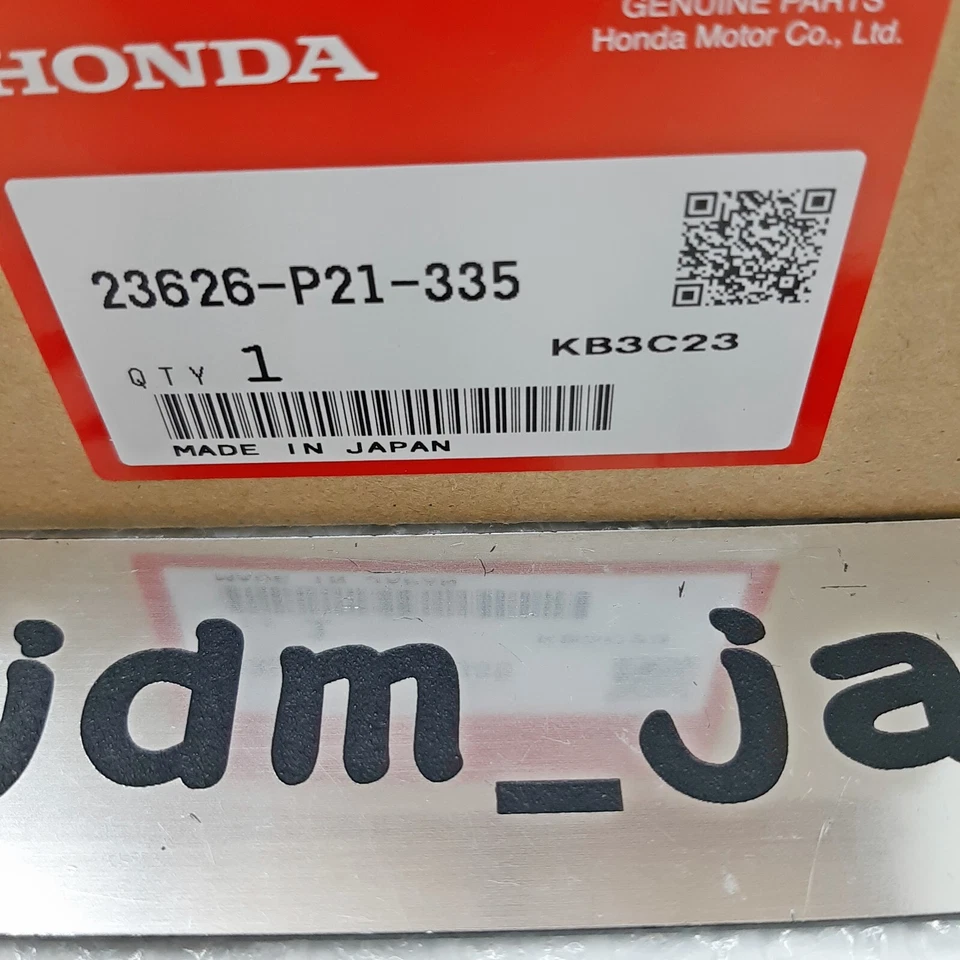 GENUINE PARTS
HONDA
Honda Motor Co., Ltd.
23626-P21-335
KB3C23
QTY 1
MADE IN JAPAN
jdm_ja